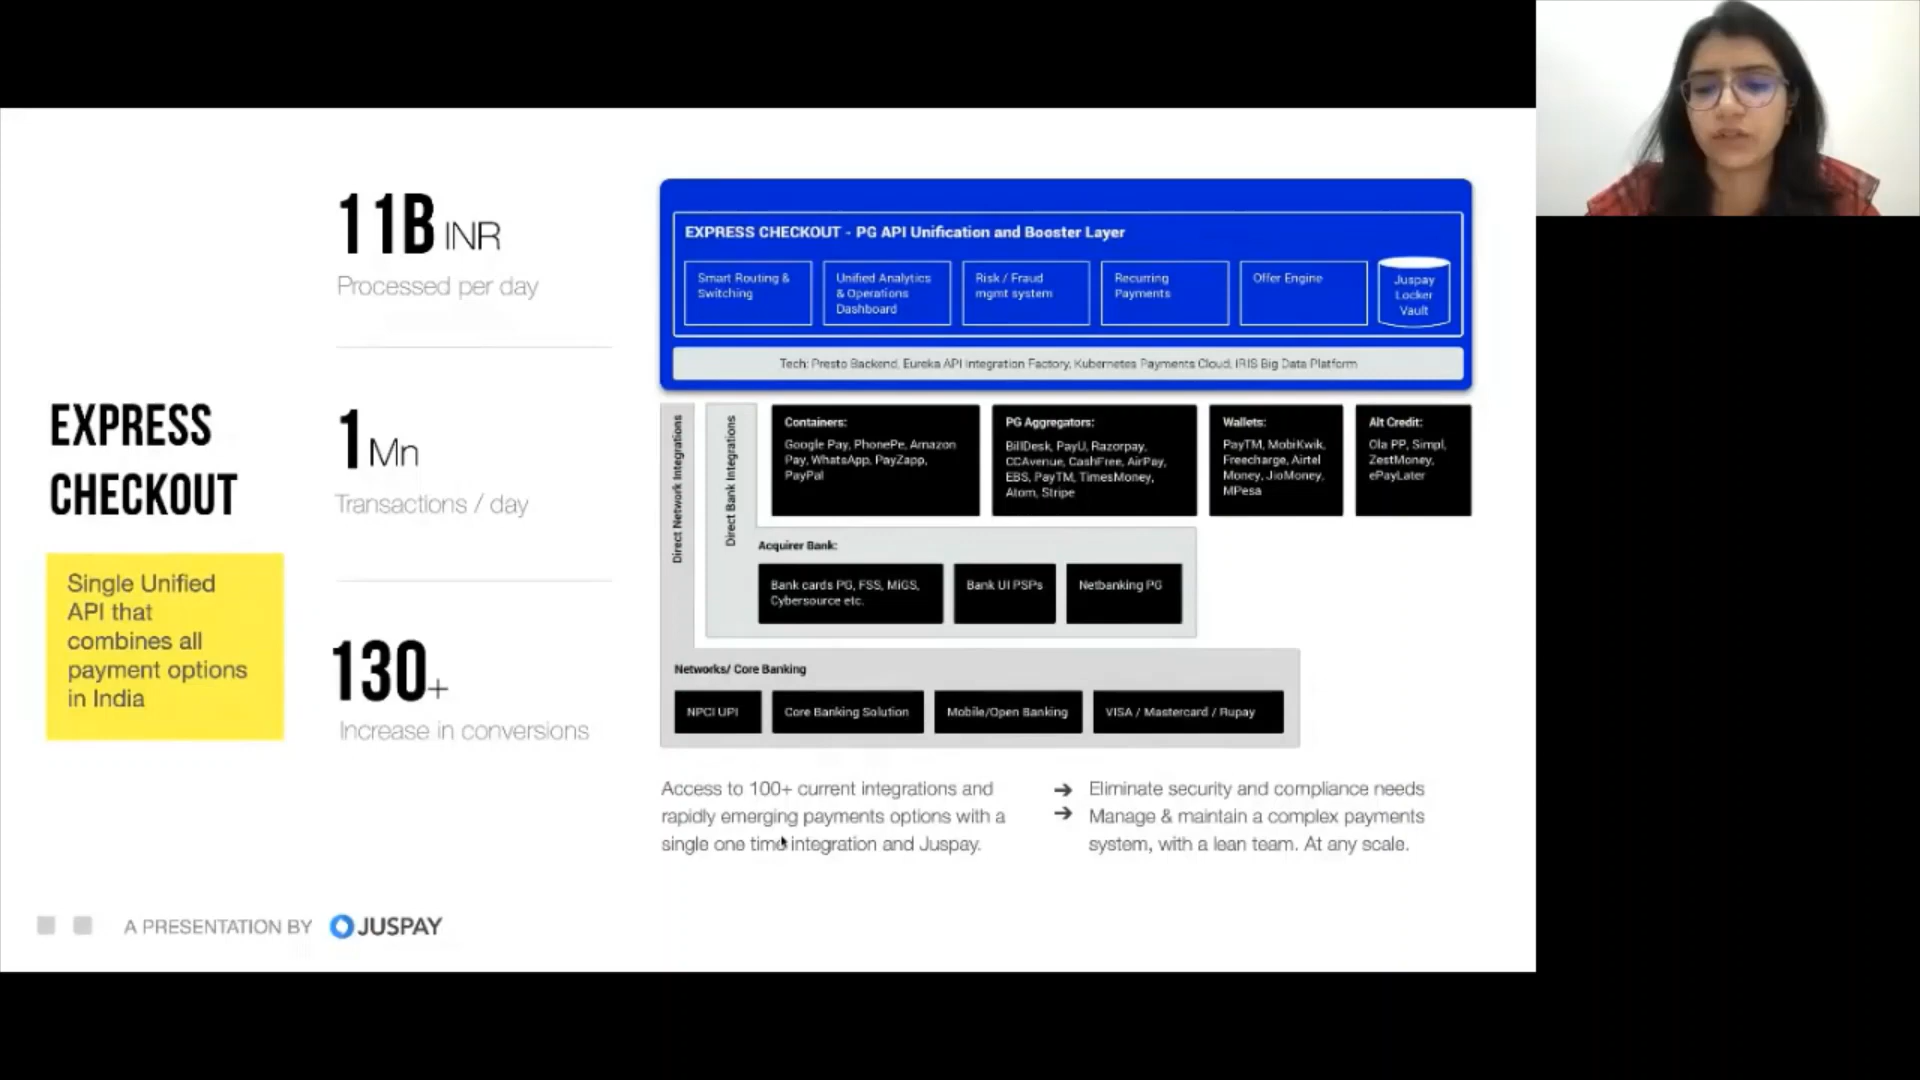 EXPRESS
CHECKOUT
Single Unified
API that
combines all
payment options
in India
11B INR
Processed per day
1 Mn
Transactions / day
130+
Increase in conversions
EXPRESS CHECKOUT - PG API Unification and Booster Layer
Smart Routing &
Switching
Unified Analytics
& Operations
Dashboard
Risk / Fraud
mgmt system
Recurring
Payments
Offer Engine
Juspay
Locker
Vault
Tech: Presto Backend, Eureka API Integration Factory, Kubernetes Payments Cloud, IRIS Big Data Platform
Direct Network Integrations
Direct Bank Integrations
Containers:
Google Pay, PhonePe, Amazon
Pay, WhatsApp, PayZapp,
PayPal
PG Aggregators:
BillDesk, PayU, Razorpay,
CCAvenue, CashFree, AirPay,
EBS, PayTM, TimesMoney,
Atom, Stripe
Wallets:
PayTM, MobiKwik,
Freecharge, Airtel
Money, JioMoney,
MPesa
Alt Credit:
Ola PP, Simpl,
ZestMoney,
ePayLater
Acquirer Bank:
Bank cards PG, FSS, MiGS,
Cybersource etc.
Bank UI PSPs
Netbanking PG
Networks/ Core Banking
NPCI UPI
Core Banking Solution
Mobile/Open Banking
VISA / Mastercard / Rupay
Access to 100+ current integrations and
rapidly emerging payments options with a
single one time integration and Juspay.
→ Eliminate security and compliance needs
→ Manage & maintain a complex payments
system, with a lean team. At any scale.
A PRESENTATION BY JUSPAY